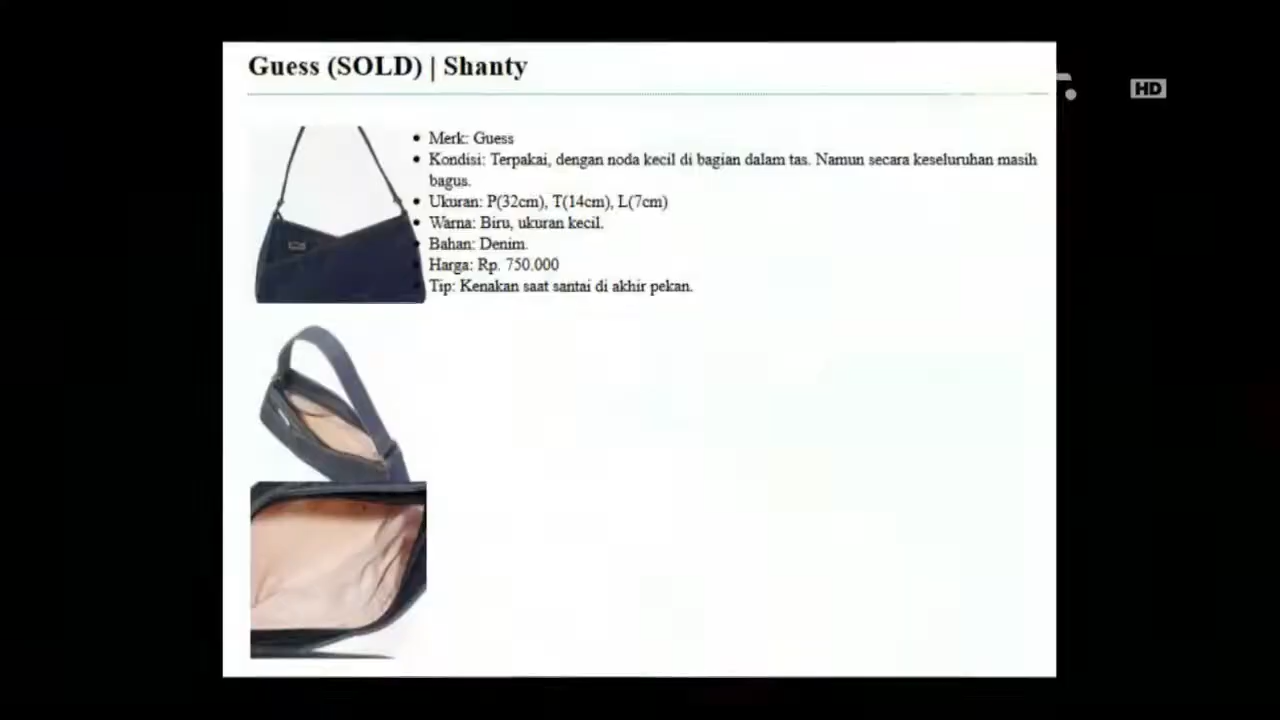 Guess (SOLD) | Shanty
HD
Merk: Guess
Kondisi: Terpakai, dengan noda kecil di bagian dalam tas. Namun secara keseluruhan masih
bagus.
Ukuran: P(32cm), T(14cm), L(7cm)
Warna: Biru, ukuran kecil.
Bahan: Denim.
Harga: Rp. 750.000
Tip: Kenakan saat santai di akhir pekan.